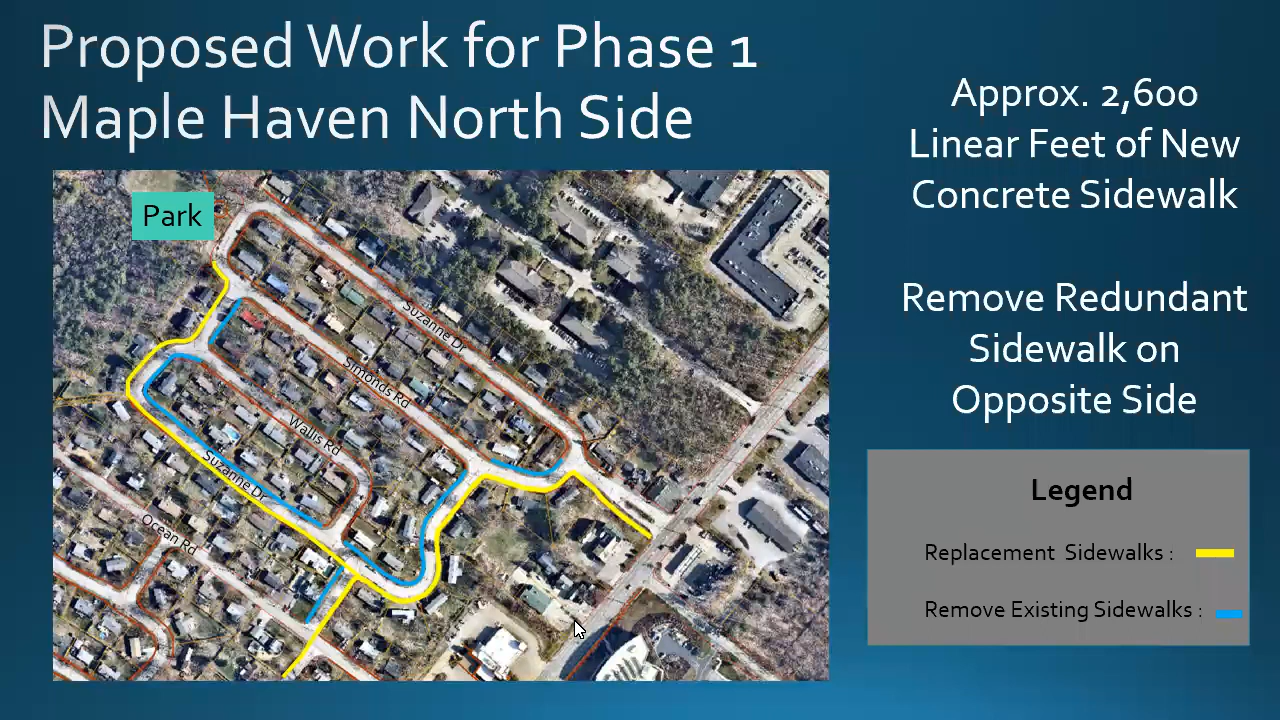 Proposed Work for Phase 1
Maple Haven North Side
Approx. 2,600
Linear Feet of New
Concrete Sidewalk
Remove Redundant
Sidewalk on
Opposite Side
Park
Suzanne Dr
Simonds Rd
Wallis Rd
Suzanne Dr
Ocean Rd
Legend
Replacement Sidewalks :
Remove Existing Sidewalks :